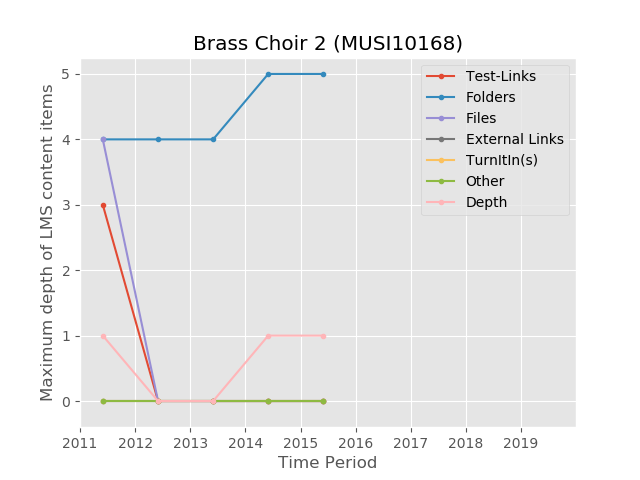 Brass Choir 2 (MUSI10168)
Test-Links
Folders
Files
External Links
TurnItIn(s)
Other
Depth
Maximum depth of LMS content items
5
4
3
2
1
0
2011 2012 2013 2014 2015 2016 2017 2018 2019
Time Period